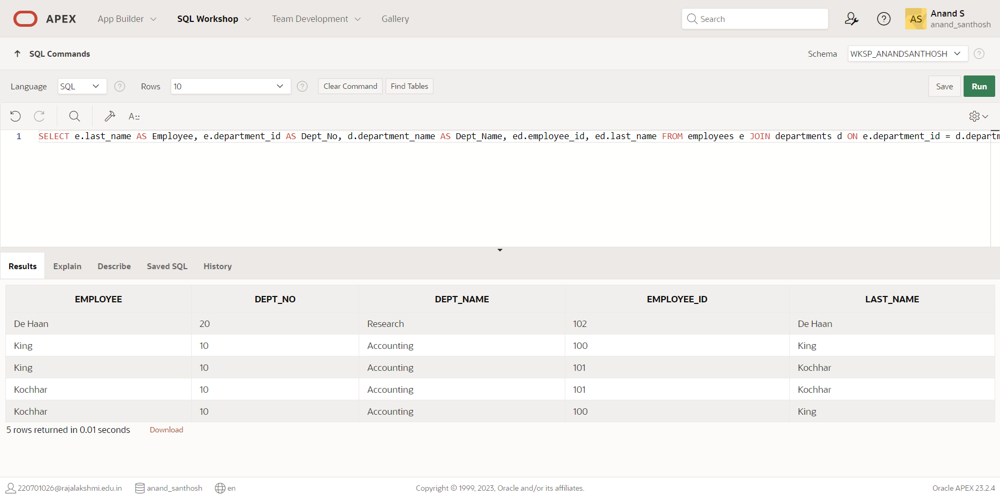 APEX App Builder SQL Workshop Team Development Gallery Search ? AS Anand S
anand_santhosh
SQL Commands Schema WKSP_ANANDSANTHOSH ?
Language SQL ? Rows 10 ? Clear Command Find Tables Save Run
A::
1 SELECT e.last_name AS Employee, e.department_id AS Dept_No, d.department_name AS Dept_Name, ed.employee_id, ed.last_name FROM employees e JOIN departments d ON e.department_id = d.departm
Results Explain Describe Saved SQL History
EMPLOYEE DEPT_NO DEPT_NAME EMPLOYEE_ID LAST_NAME
De Haan 20 Research 102 De Haan
King 10 Accounting 100 King
King 10 Accounting 101 Kochhar
Kochhar 10 Accounting 101 Kochhar
Kochhar 10 Accounting 100 King
5 rows returned in 0.01 seconds Download
220701026@rajalakshmi.edu.in anand_santhosh en Copyright © 1999, 2023, Oracle and/or its affiliates. Oracle APEX 23.2.4